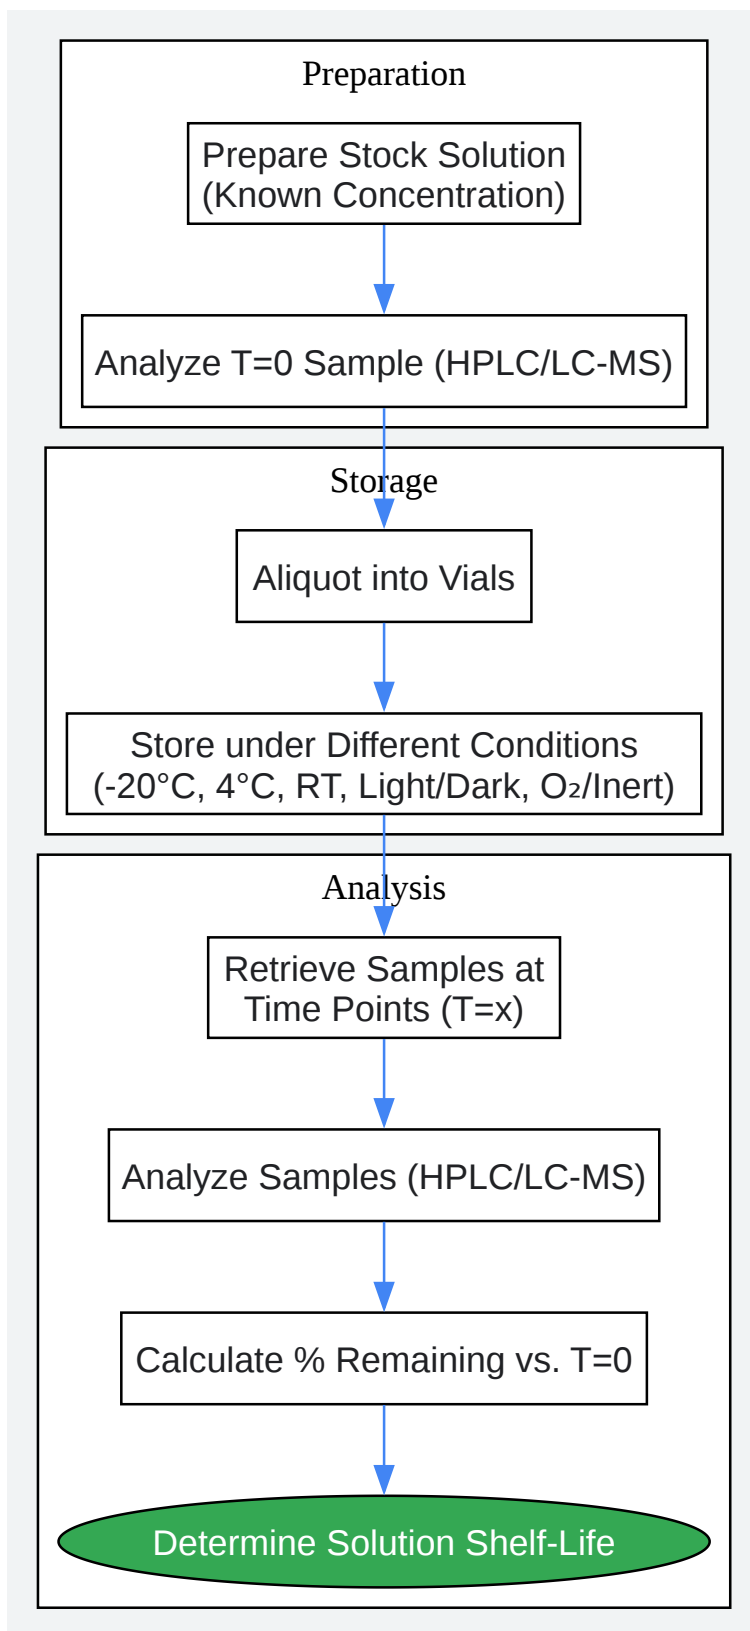 Preparation
Prepare Stock Solution
(Known Concentration)
Analyze T=0 Sample (HPLC/LC-MS)
Storage
Aliquot into Vials
Store under Different Conditions
(-20°C, 4°C, RT, Light/Dark, O₂/Inert)
Analysis
Retrieve Samples at
Time Points (T=x)
Analyze Samples (HPLC/LC-MS)
Calculate % Remaining vs. T=0
Determine Solution Shelf-Life